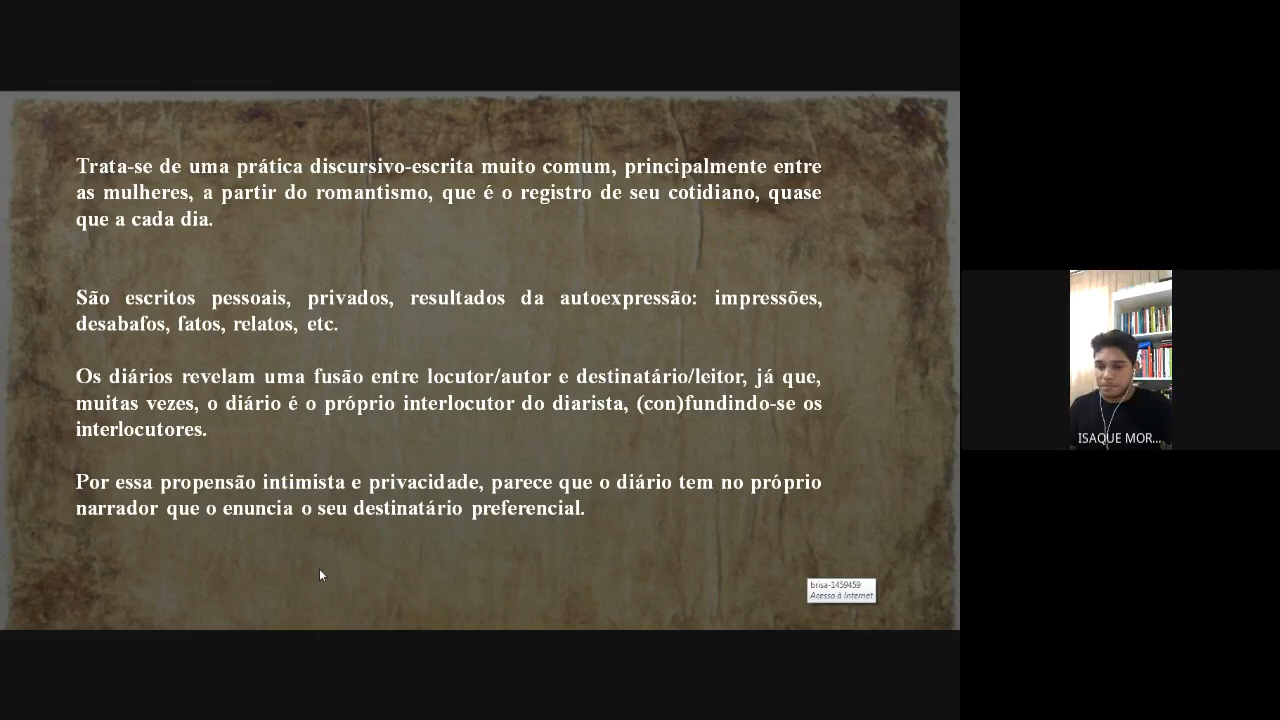 Trata-se de uma prática discursivo-escrita muito comum, principalmente entre
as mulheres, a partir do romantismo, que é o registro de seu cotidiano, quase
que a cada dia.
São escritos pessoais, privados, resultados da autoexpressão: impressões,
desabafos, fatos, relatos, etc.
Os diários revelam uma fusão entre locutor/autor e destinatário/leitor, já que,
muitas vezes, o diário é o próprio interlocutor do diarista, (con)fundindo-se os
interlocutores.
Por essa propensão intimista e privacidade, parece que o diário tem no próprio
narrador que o enuncia o seu destinatário preferencial.
brisa-1459459
Acesso à Internet
ISAQUE MOR...